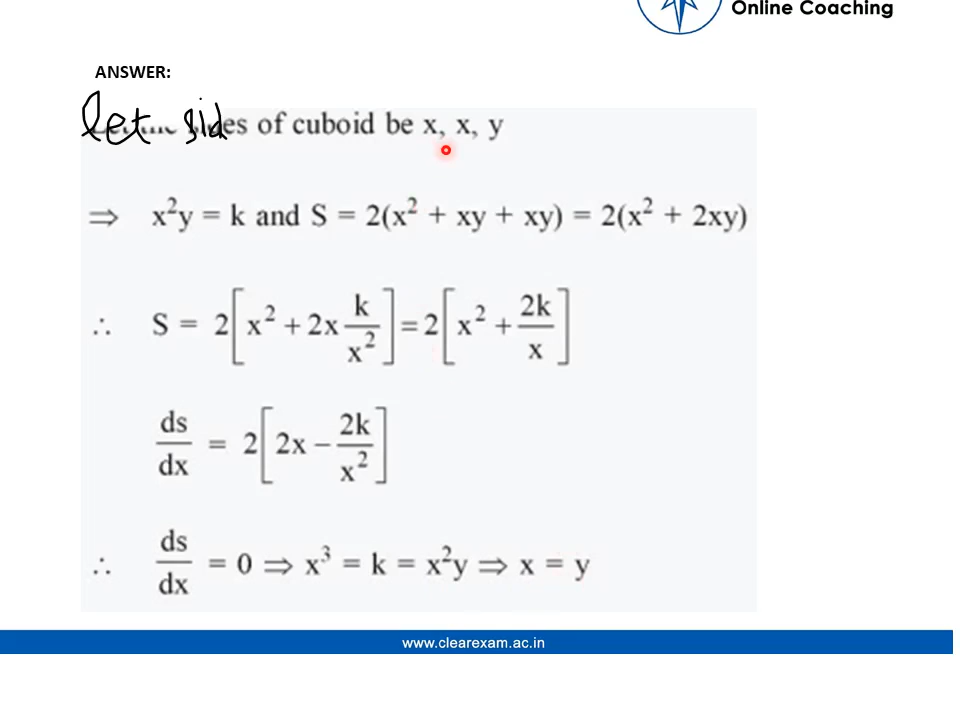 Online Coaching
ANSWER:
let sides of cuboid be x, x, y
⇒ x²y = k and S = 2(x² + xy + xy) = 2(x² + 2xy)
∴ S = 2[x² + 2x k/x²] = 2[x² + 2k/x]
ds/dx = 2[2x − 2k/x²]
∴ ds/dx = 0 ⇒ x³ = k = x²y ⇒ x = y
www.clearexam.ac.in